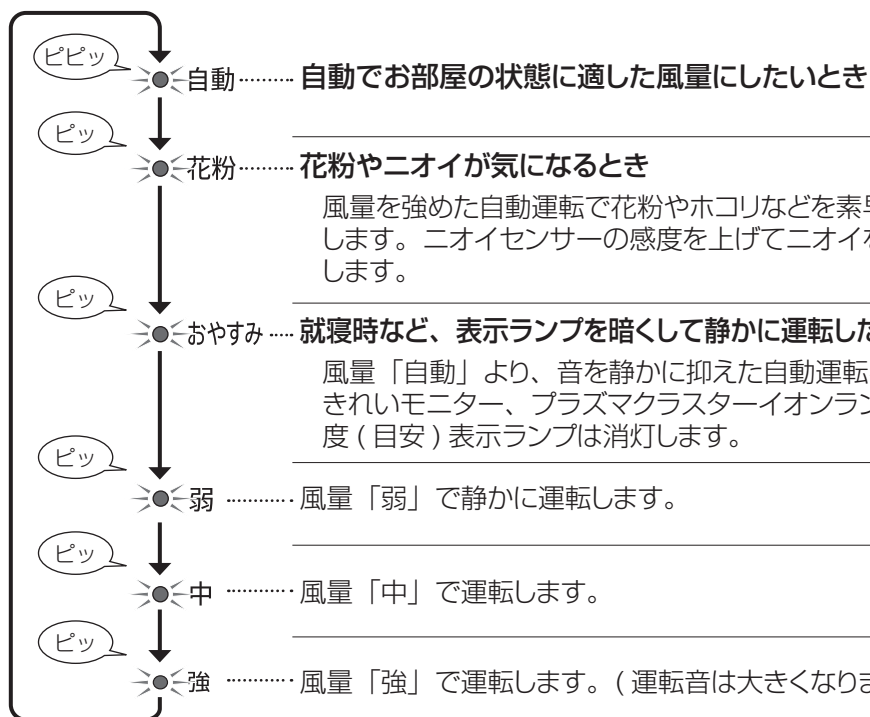 ピピッ
自動 ……… 自動でお部屋の状態に適した風量にしたいとき
ピッ
花粉 ……… 花粉やニオイが気になるとき
風量を強めた自動運転で花粉やホコリなどを素
します。ニオイセンサーの感度を上げてニオイ
します。
ピッ
おやすみ …… 就寝時など、表示ランプを暗くして静かに運転し
風量「自動」より、音を静かに抑えた自動運転
きれいモニター、プラズマクラスターイオンラン
度(目安)表示ランプは消灯します。
ピッ
弱 ………… 風量「弱」で静かに運転します。
ピッ
中 ………… 風量「中」で運転します。
ピッ
強 ………… 風量「強」で運転します。(運転音は大きくなり